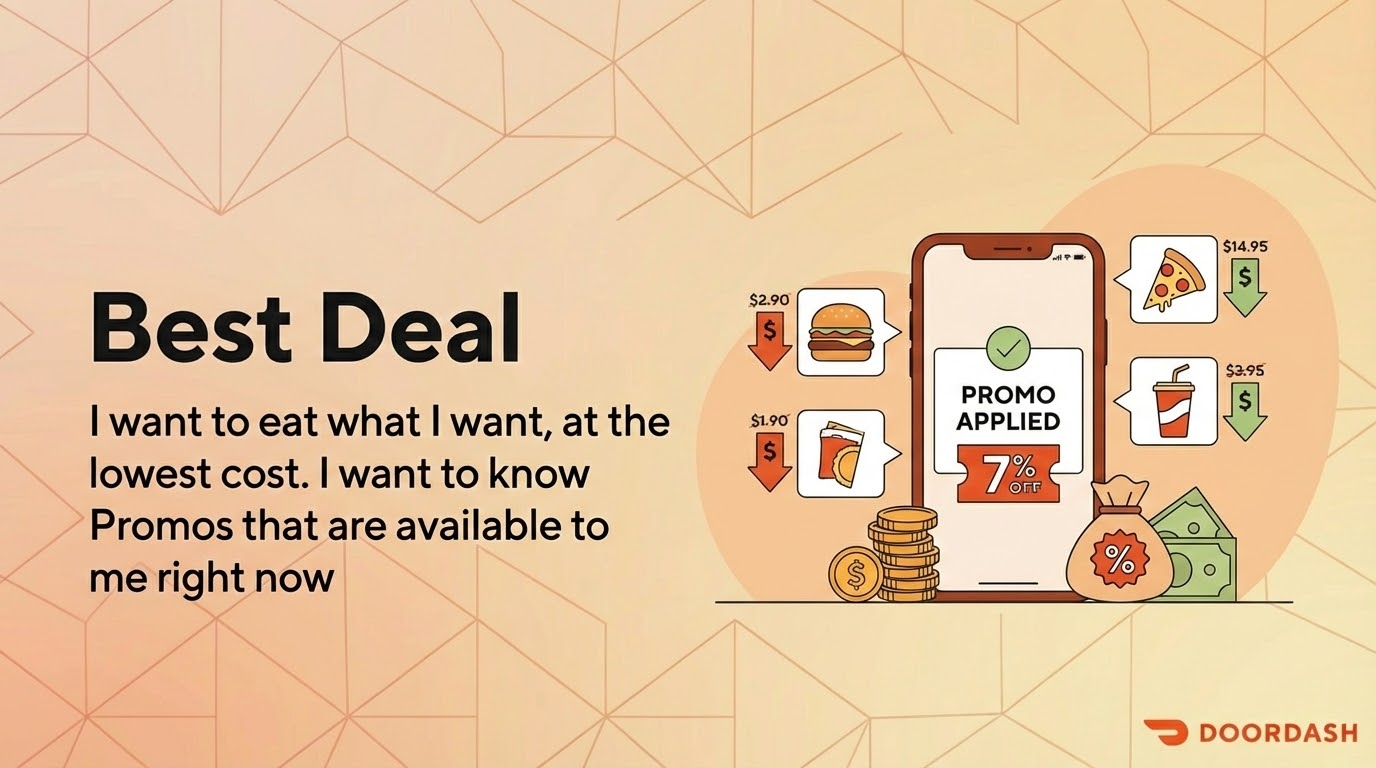 Best Deal
I want to eat what I want, at the
lowest cost. I want to know
Promos that are available to
me right now
$2.90
$
$1.90
$
PROMO
APPLIED
7%
OFF
$14.95
$
$3.95
$
$
%
DOORDASH